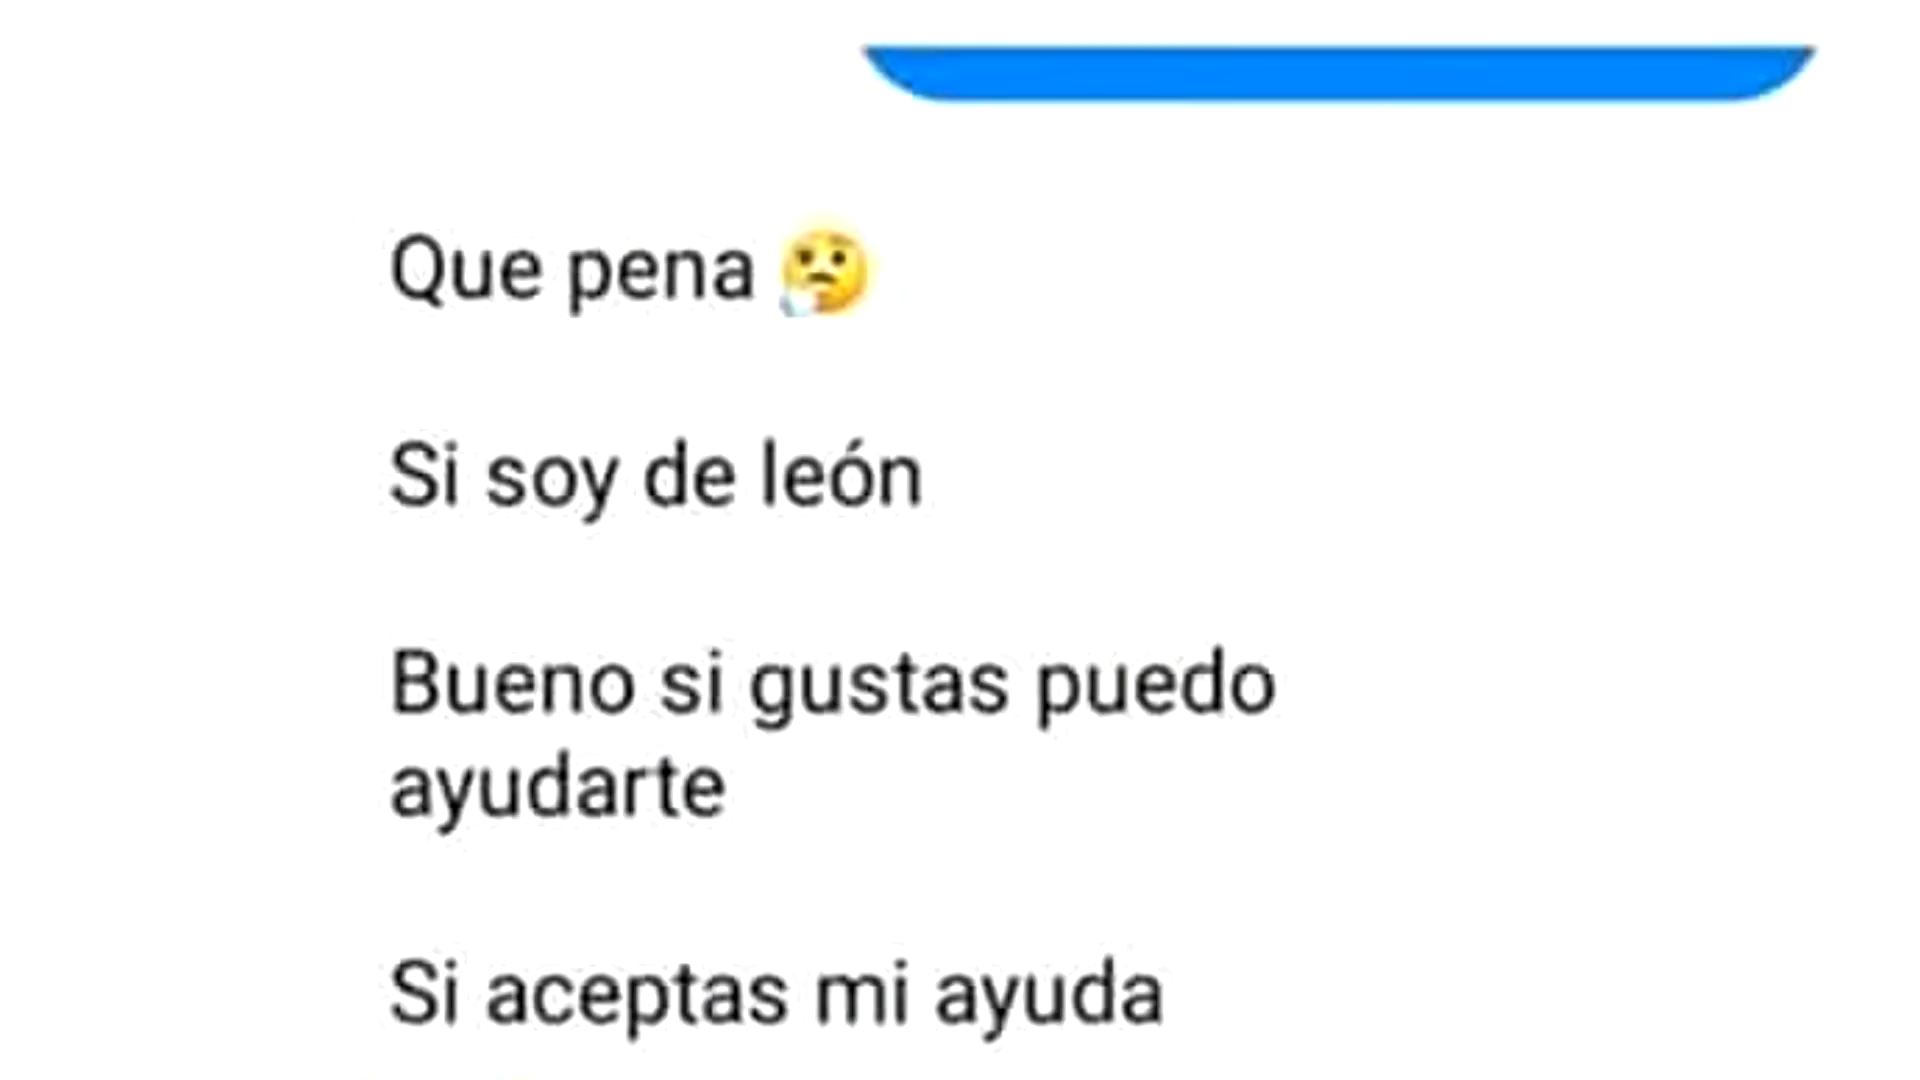 Que pena 🤔
Si soy de león
Bueno si gustas puedo
ayudarte
Si aceptas mi ayuda